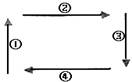 ②
① ③
④